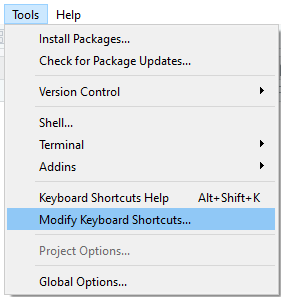 Tools Help
Install Packages...
Check for Package Updates...
Version Control
Shell...
Terminal
Addins
Keyboard Shortcuts Help Alt+Shift+K
Modify Keyboard Shortcuts...
Project Options...
Global Options...